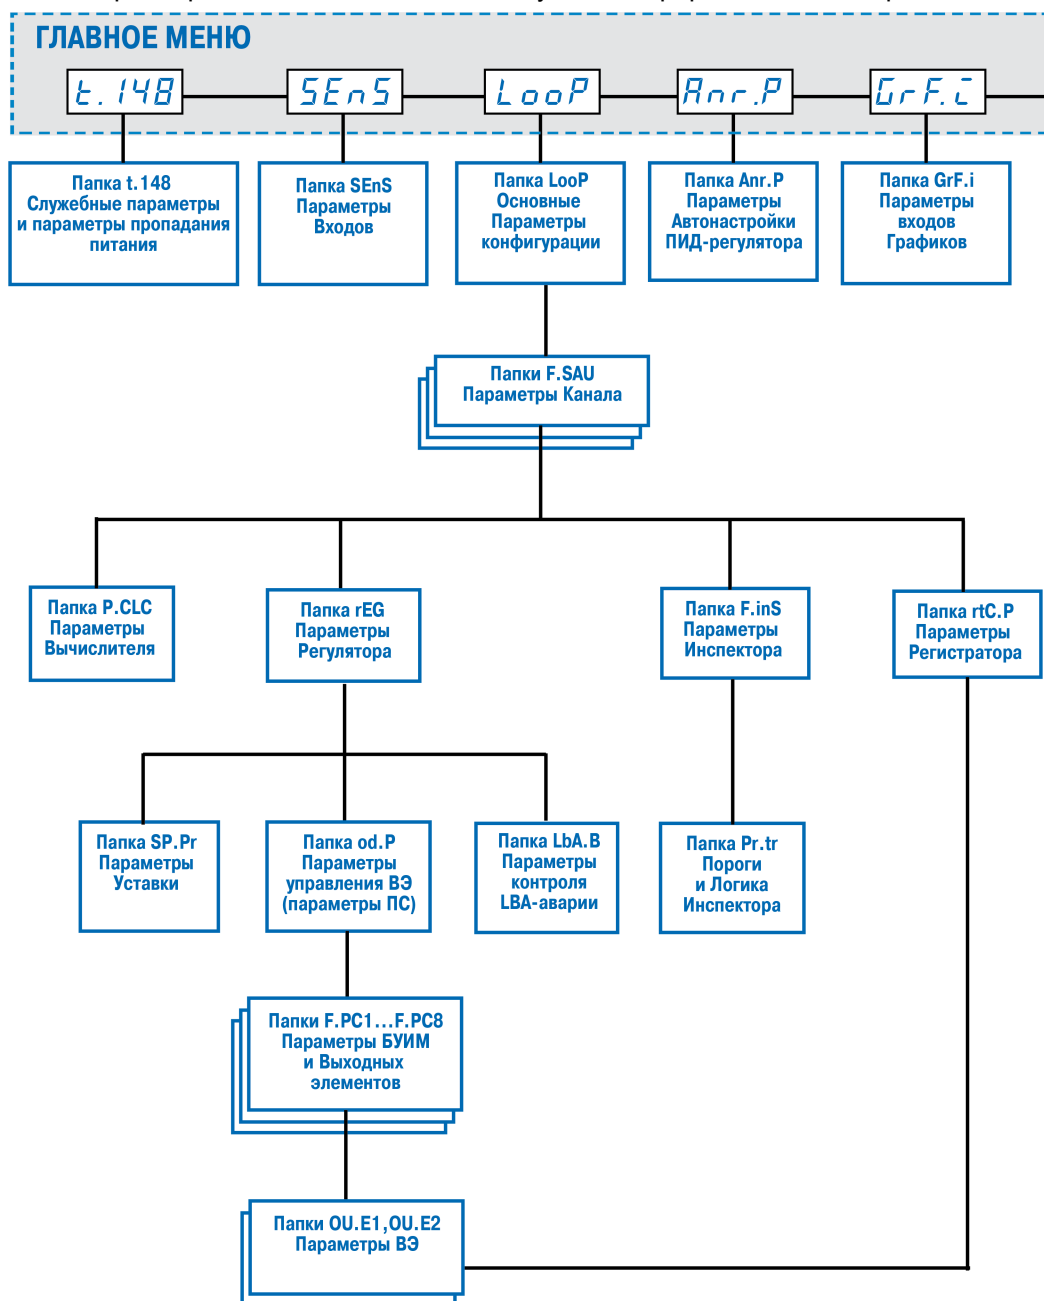 ГЛАВНОЕ МЕНЮ
t.148 SEnS LooP Anr.P GrF.i
Папка t.148
Служебные параметры
и параметры пропадания
питания
Папка SEnS
Параметры
Входов
Папка LooP
Основные
Параметры
конфигурации
Папка Anr.P
Параметры
Автонастройки
ПИД-регулятора
Папка GrF.i
Параметры
входов
Графиков
Папки F.SAU
Параметры Канала
Папка P.CLC
Параметры
Вычислителя
Папка rEG
Параметры
Регулятора
Папка F.inS
Параметры
Инспектора
Папка rtC.P
Параметры
Регистратора
Папка SP.Pr
Параметры
Уставки
Папка od.P
Параметры
управления ВЭ
(параметры ПС)
Папка LbA.B
Параметры
контроля
LBA-аварии
Папка Pr.tr
Пороги
и Логика
Инспектора
Папки F.PC1...F.PC8
Параметры БУИМ
и Выходных
элементов
Папки OU.E1,OU.E2
Параметры ВЭ